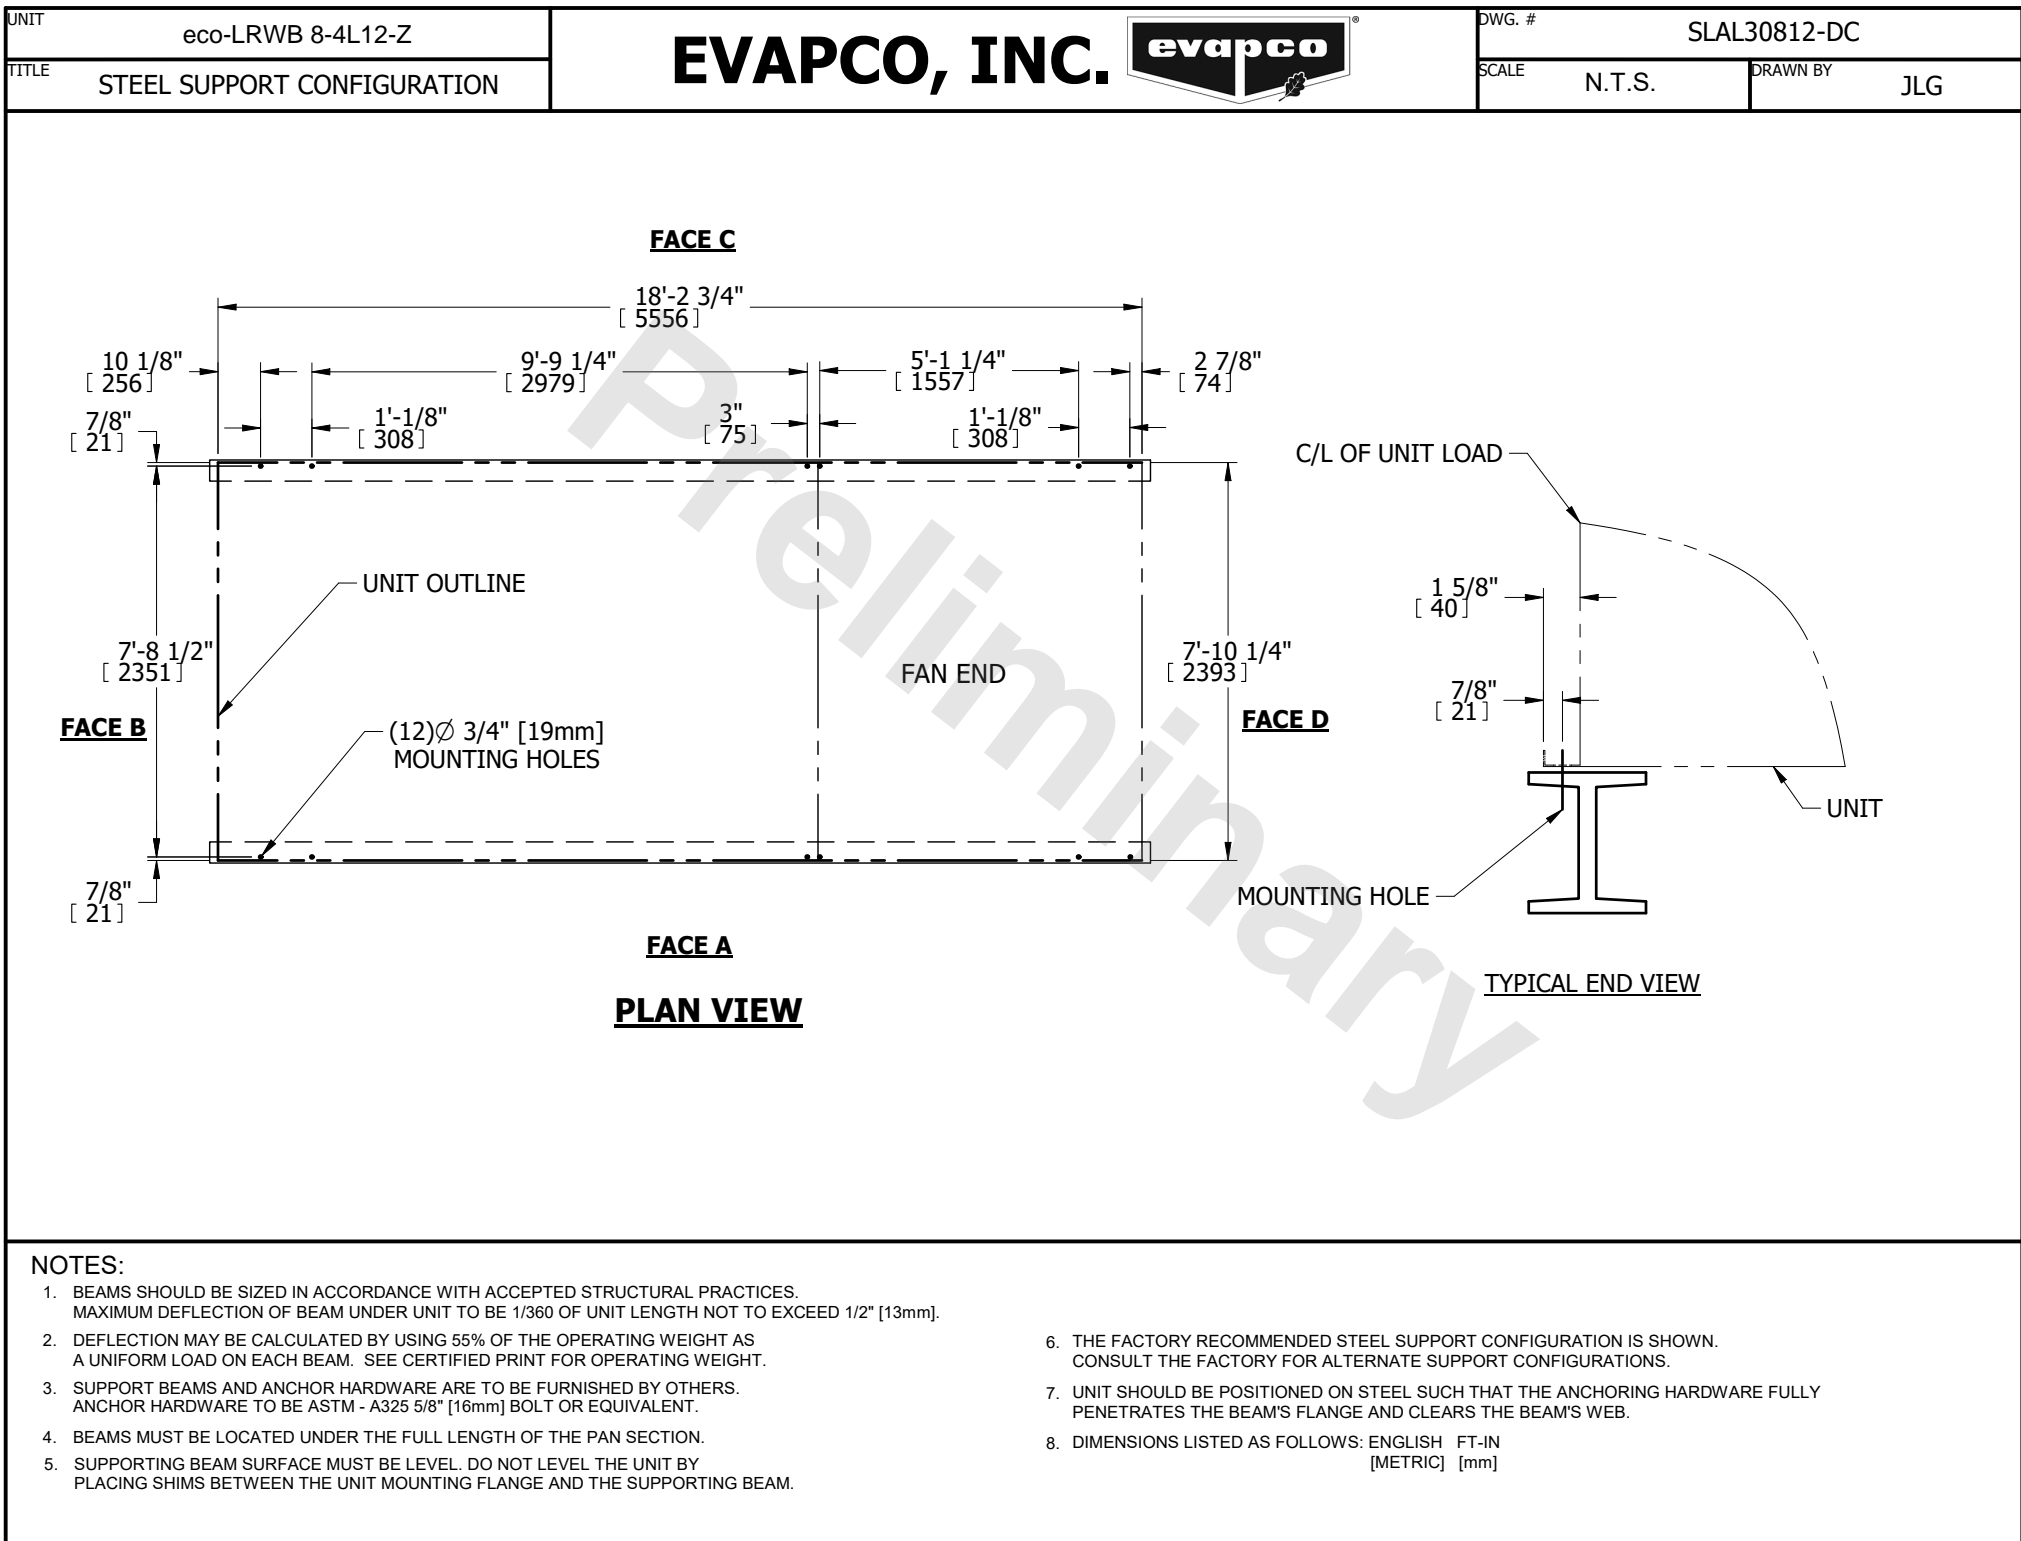 UNIT
eco-LRWB 8-4L12-Z
TITLE
STEEL SUPPORT CONFIGURATION
EVAPCO, INC.
evapco
®
DWG. #
SLAL30812-DC
SCALE
N.T.S.
DRAWN BY
JLG
FACE C
18'-2 3/4"
[ 5556 ]
10 1/8"
[ 256 ]
9'-9 1/4"
[ 2979 ]
5'-1 1/4"
[ 1557 ]
2 7/8"
[ 74 ]
7/8"
[ 21 ]
1'-1/8"
[ 308 ]
3"
[ 75 ]
1'-1/8"
[ 308 ]
C/L OF UNIT LOAD
UNIT OUTLINE
1 5/8"
[ 40 ]
7'-8 1/2"
[ 2351 ]
FAN END
7'-10 1/4"
[ 2393 ]
7/8"
[ 21 ]
FACE B
(12)∅ 3/4" [19mm]
MOUNTING HOLES
FACE D
UNIT
7/8"
[ 21 ]
MOUNTING HOLE
FACE A
TYPICAL END VIEW
PLAN VIEW
Preliminary
NOTES:
1. BEAMS SHOULD BE SIZED IN ACCORDANCE WITH ACCEPTED STRUCTURAL PRACTICES.
MAXIMUM DEFLECTION OF BEAM UNDER UNIT TO BE 1/360 OF UNIT LENGTH NOT TO EXCEED 1/2" [13mm].
2. DEFLECTION MAY BE CALCULATED BY USING 55% OF THE OPERATING WEIGHT AS
A UNIFORM LOAD ON EACH BEAM. SEE CERTIFIED PRINT FOR OPERATING WEIGHT.
3. SUPPORT BEAMS AND ANCHOR HARDWARE ARE TO BE FURNISHED BY OTHERS.
ANCHOR HARDWARE TO BE ASTM - A325 5/8" [16mm] BOLT OR EQUIVALENT.
4. BEAMS MUST BE LOCATED UNDER THE FULL LENGTH OF THE PAN SECTION.
5. SUPPORTING BEAM SURFACE MUST BE LEVEL. DO NOT LEVEL THE UNIT BY
PLACING SHIMS BETWEEN THE UNIT MOUNTING FLANGE AND THE SUPPORTING BEAM.
6. THE FACTORY RECOMMENDED STEEL SUPPORT CONFIGURATION IS SHOWN.
CONSULT THE FACTORY FOR ALTERNATE SUPPORT CONFIGURATIONS.
7. UNIT SHOULD BE POSITIONED ON STEEL SUCH THAT THE ANCHORING HARDWARE FULLY
PENETRATES THE BEAM'S FLANGE AND CLEARS THE BEAM'S WEB.
8. DIMENSIONS LISTED AS FOLLOWS: ENGLISH FT-IN
[METRIC] [mm]